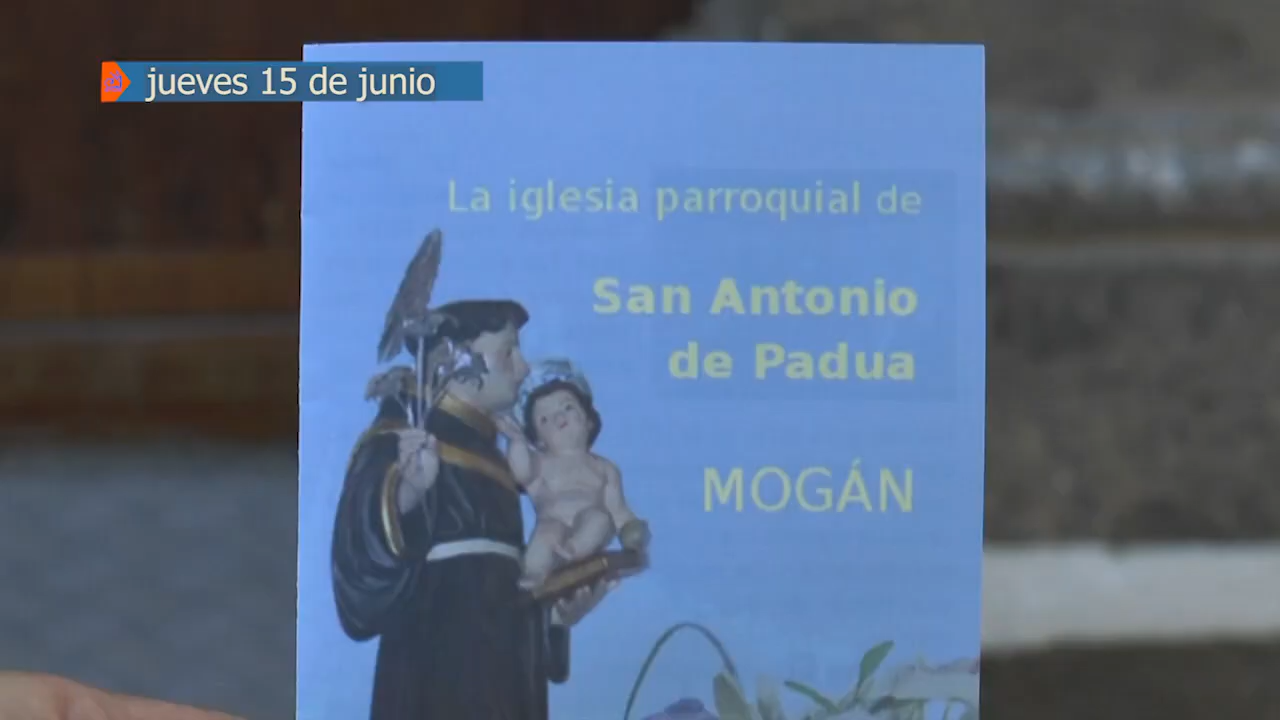 jueves 15 de junio
La iglesia parroquial de
San Antonio
de Padua
MOGÁN